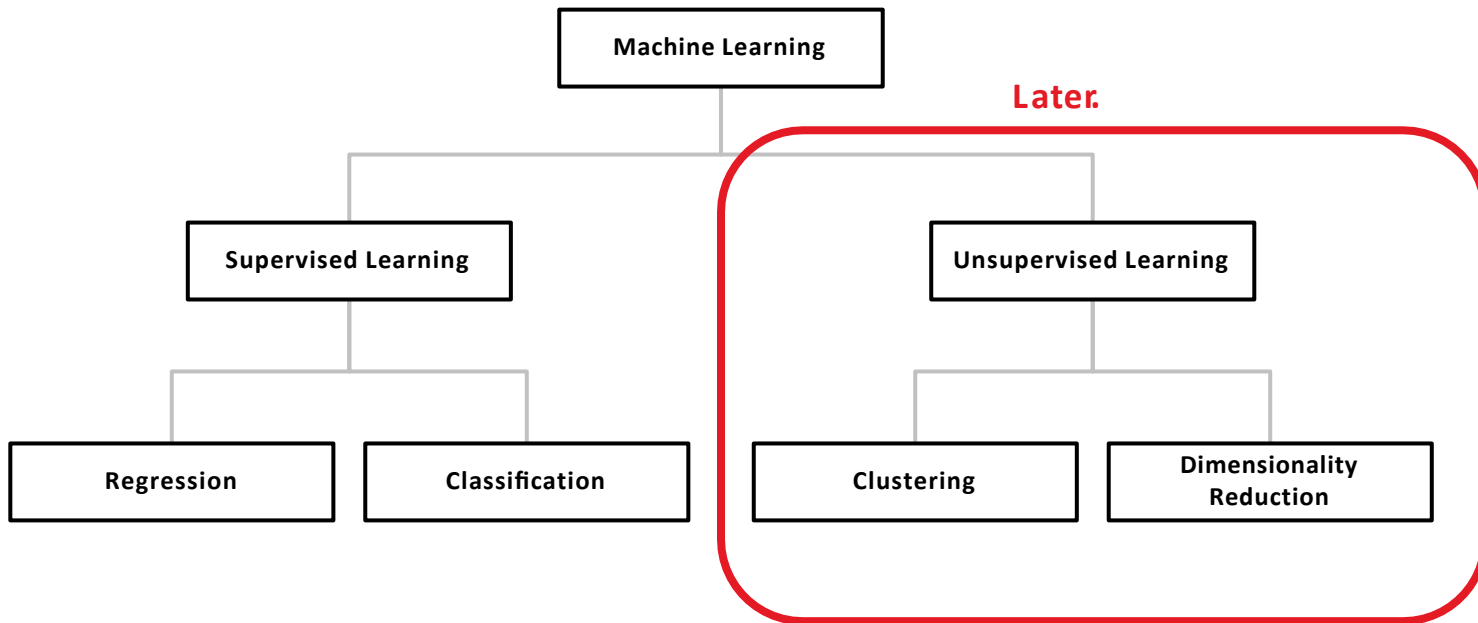 Machine Learning
Later.
Supervised Learning
Unsupervised Learning
Regression
Classification
Clustering
Dimensionality
Reduction